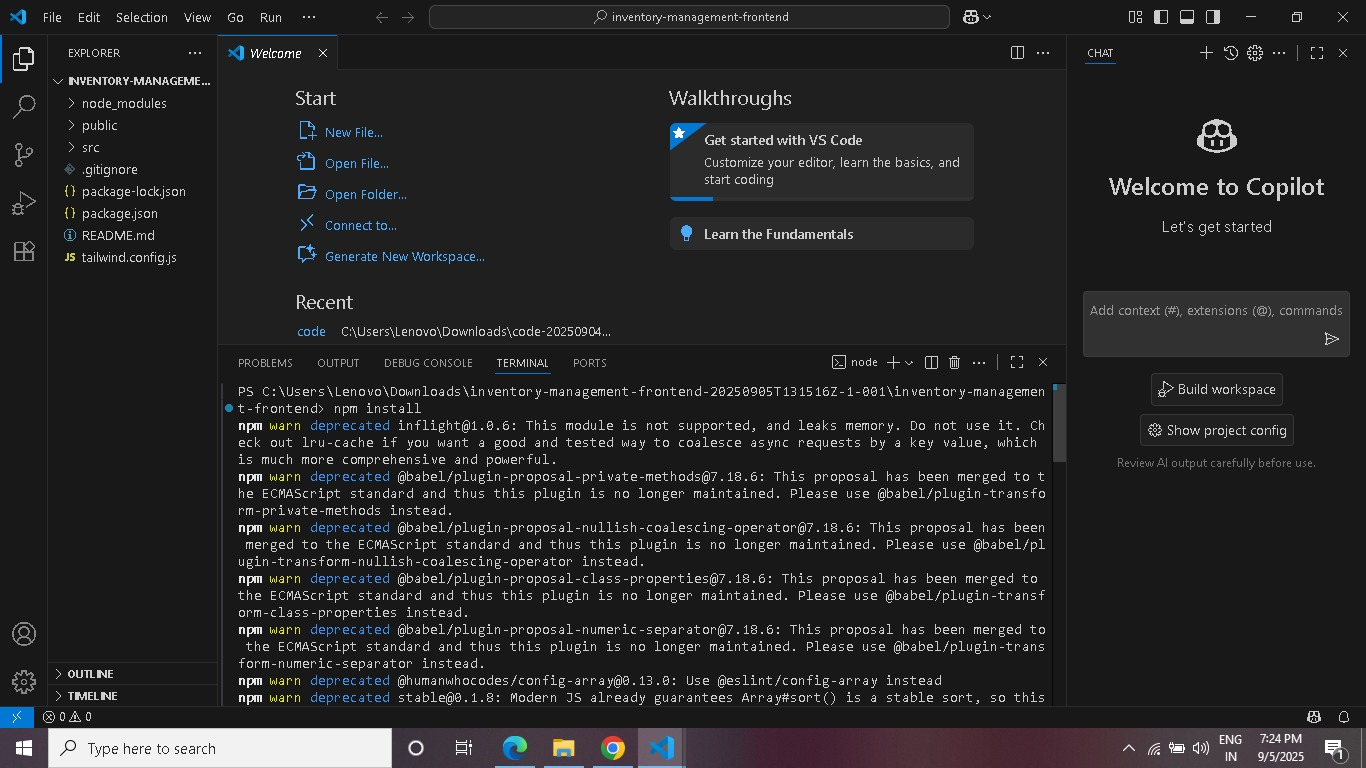 File Edit Selection View Go Run ···
inventory-management-frontend
EXPLORER
INVENTORY-MANAGEME...
node_modules
public
src
.gitignore
{} package-lock.json
{} package.json
README.md
JS tailwind.config.js
OUTLINE
TIMELINE
Welcome
Start
New File...
Open File...
Open Folder...
Connect to...
Generate New Workspace...
Recent
code C:\Users\Lenovo\Downloads\code-20250904...
Walkthroughs
Get started with VS Code
Customize your editor, learn the basics, and
start coding
Learn the Fundamentals
PROBLEMS OUTPUT DEBUG CONSOLE TERMINAL PORTS
node
PS C:\Users\Lenovo\Downloads\inventory-management-frontend-20250905T131516Z-1-001\inventory-managemen
t-frontend> npm install
npm warn deprecated inflight@1.0.6: This module is not supported, and leaks memory. Do not use it. Ch
eck out lru-cache if you want a good and tested way to coalesce async requests by a key value, which
is much more comprehensive and powerful.
npm warn deprecated @babel/plugin-proposal-private-methods@7.18.6: This proposal has been merged to t
he ECMAScript standard and thus this plugin is no longer maintained. Please use @babel/plugin-transfo
rm-private-methods instead.
npm warn deprecated @babel/plugin-proposal-nullish-coalescing-operator@7.18.6: This proposal has been
merged to the ECMAScript standard and thus this plugin is no longer maintained. Please use @babel/pl
ugin-transform-nullish-coalescing-operator instead.
npm warn deprecated @babel/plugin-proposal-class-properties@7.18.6: This proposal has been merged to
the ECMAScript standard and thus this plugin is no longer maintained. Please use @babel/plugin-transf
orm-class-properties instead.
npm warn deprecated @babel/plugin-proposal-numeric-separator@7.18.6: This proposal has been merged to
the ECMAScript standard and thus this plugin is no longer maintained. Please use @babel/plugin-trans
form-numeric-separator instead.
npm warn deprecated @humanwhocodes/config-array@0.13.0: Use @eslint/config-array instead
npm warn deprecated stable@0.1.8: Modern JS already guarantees Array#sort() is a stable sort, so this
CHAT
Welcome to Copilot
Let's get started
Add context (#), extensions (@), commands
Build workspace
Show project config
Review AI output carefully before use.
0 0
Type here to search
ENG
IN
7:24 PM
9/5/2025
1